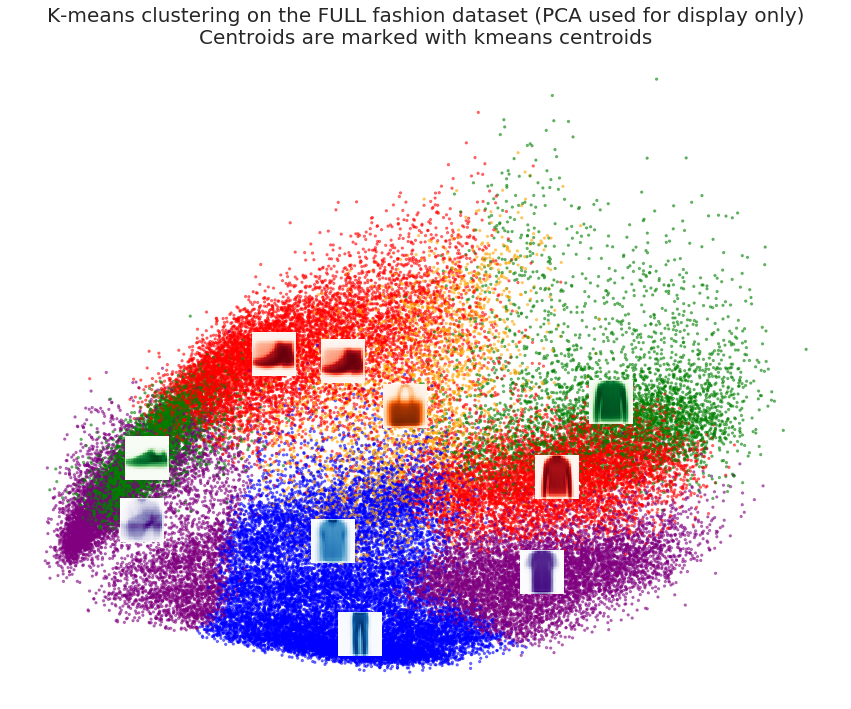 K-means clustering on the FULL fashion dataset (PCA used for display only)
Centroids are marked with kmeans centroids